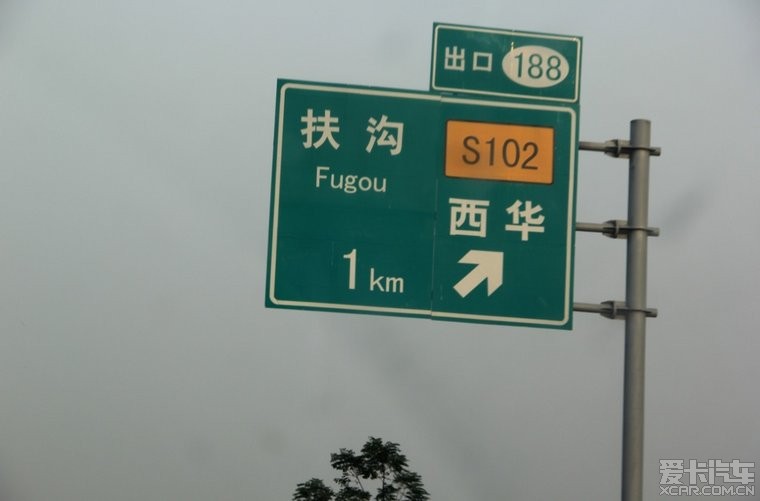 出口 188
扶沟
Fugou
1 km
S102
西华
爱卡汽车
XCAR.COM.CN